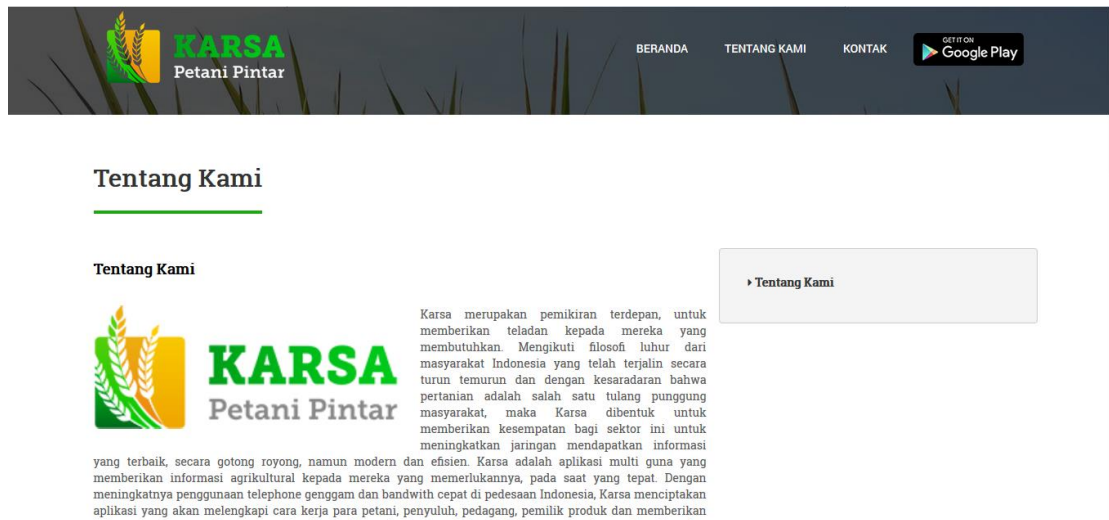 KARSA
Petani Pintar
BERANDA TENTANG KAMI KONTAK GET IT ON Google Play
Tentang Kami
Tentang Kami
Tentang Kami
KARSA
Petani Pintar
Karsa merupakan pemikiran terdepan, untuk
memberikan teladan kepada mereka yang
membutuhkan. Mengikuti filosofi luhur dari
masyarakat Indonesia yang telah terjalin secara
turun temurun dan dengan kesaradaran bahwa
pertanian adalah salah satu tulang punggung
masyarakat, maka Karsa dibentuk untuk
memberikan kesempatan bagi sektor ini untuk
meningkatkan jaringan mendapatkan informasi
yang terbaik, secara gotong royong, namun modern dan efisien. Karsa adalah aplikasi multi guna yang
memberikan informasi agrikultural kepada mereka yang memerlukannya, pada saat yang tepat. Dengan
meningkatnya penggunaan telephone genggam dan bandwith cepat di pedesaan Indonesia, Karsa menciptakan
aplikasi yang akan melengkapi cara kerja para petani, penyuluh, pedagang, pemilik produk dan memberikan